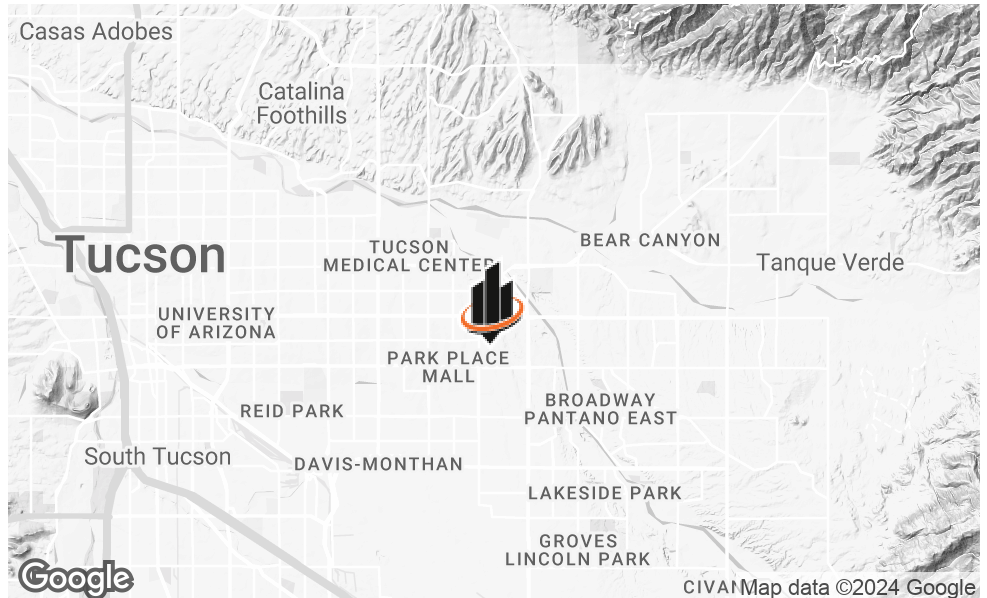 Casas Adobes
Catalina
Foothills
BEAR CANYON
Tucson
TUCSON
MEDICAL CENTER
Tanque Verde
UNIVERSITY
OF ARIZONA
PARK PLACE
MALL
BROADWAY
PANTANO EAST
REID PARK
South Tucson
DAVIS-MONTHAN
LAKESIDE PARK
GROVES
LINCOLN PARK
Google
CIVAN
Map data ©2024 Google